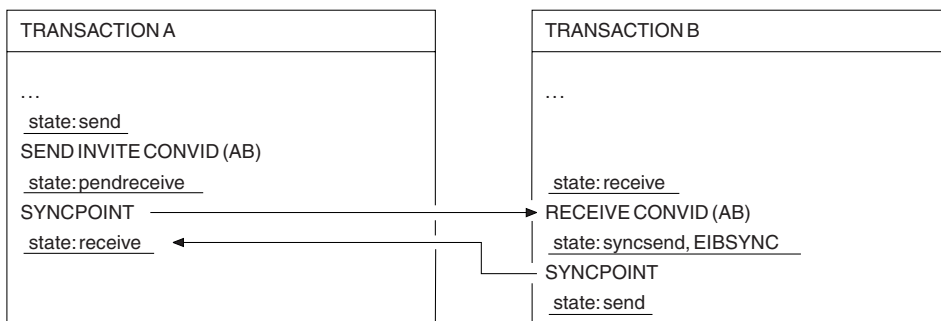 TRANSACTION A
...
state: send
SEND INVITE CONVID (AB)
state: pendreceive
SYNCPOINT
state: receive
TRANSACTION B
...
state: receive
RECEIVE CONVID (AB)
state: syncsend, EIBSYNC
SYNCPOINT
state: send